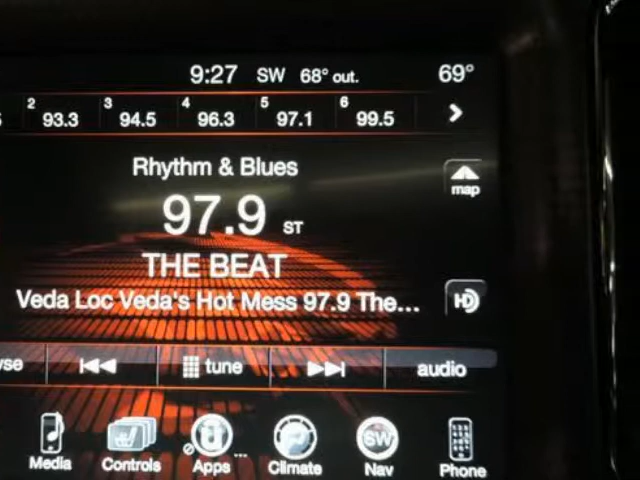 9:27 SW 68° out. 69°
2 93.3 3 94.5 4 96.3 5 97.1 6 99.5
Rhythm & Blues
map
97.9 ST
THE BEAT
Veda Loc Veda's Hot Mess 97.9 The...
HD
tune audio
SW
Media Controls Apps ... Climate Nav Phone